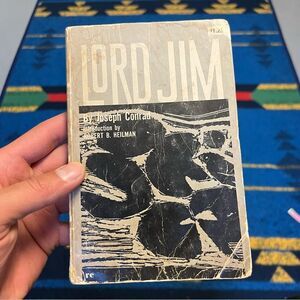 LORD JIM
By Joseph Conrad
Introduction by
ROBERT B. HEILMAN